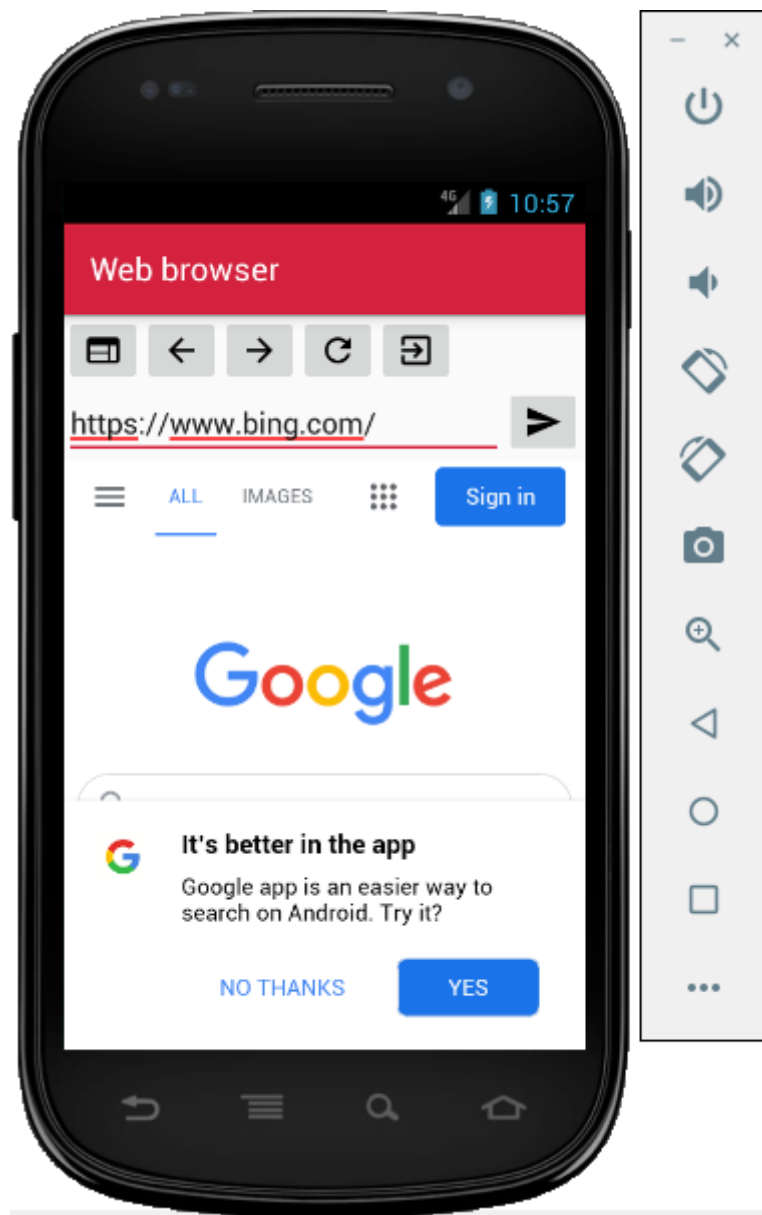 4G 10:57
Web browser
https://www.bing.com/
ALL IMAGES Sign in
Google
G It's better in the app
Google app is an easier way to
search on Android. Try it?
NO THANKS YES